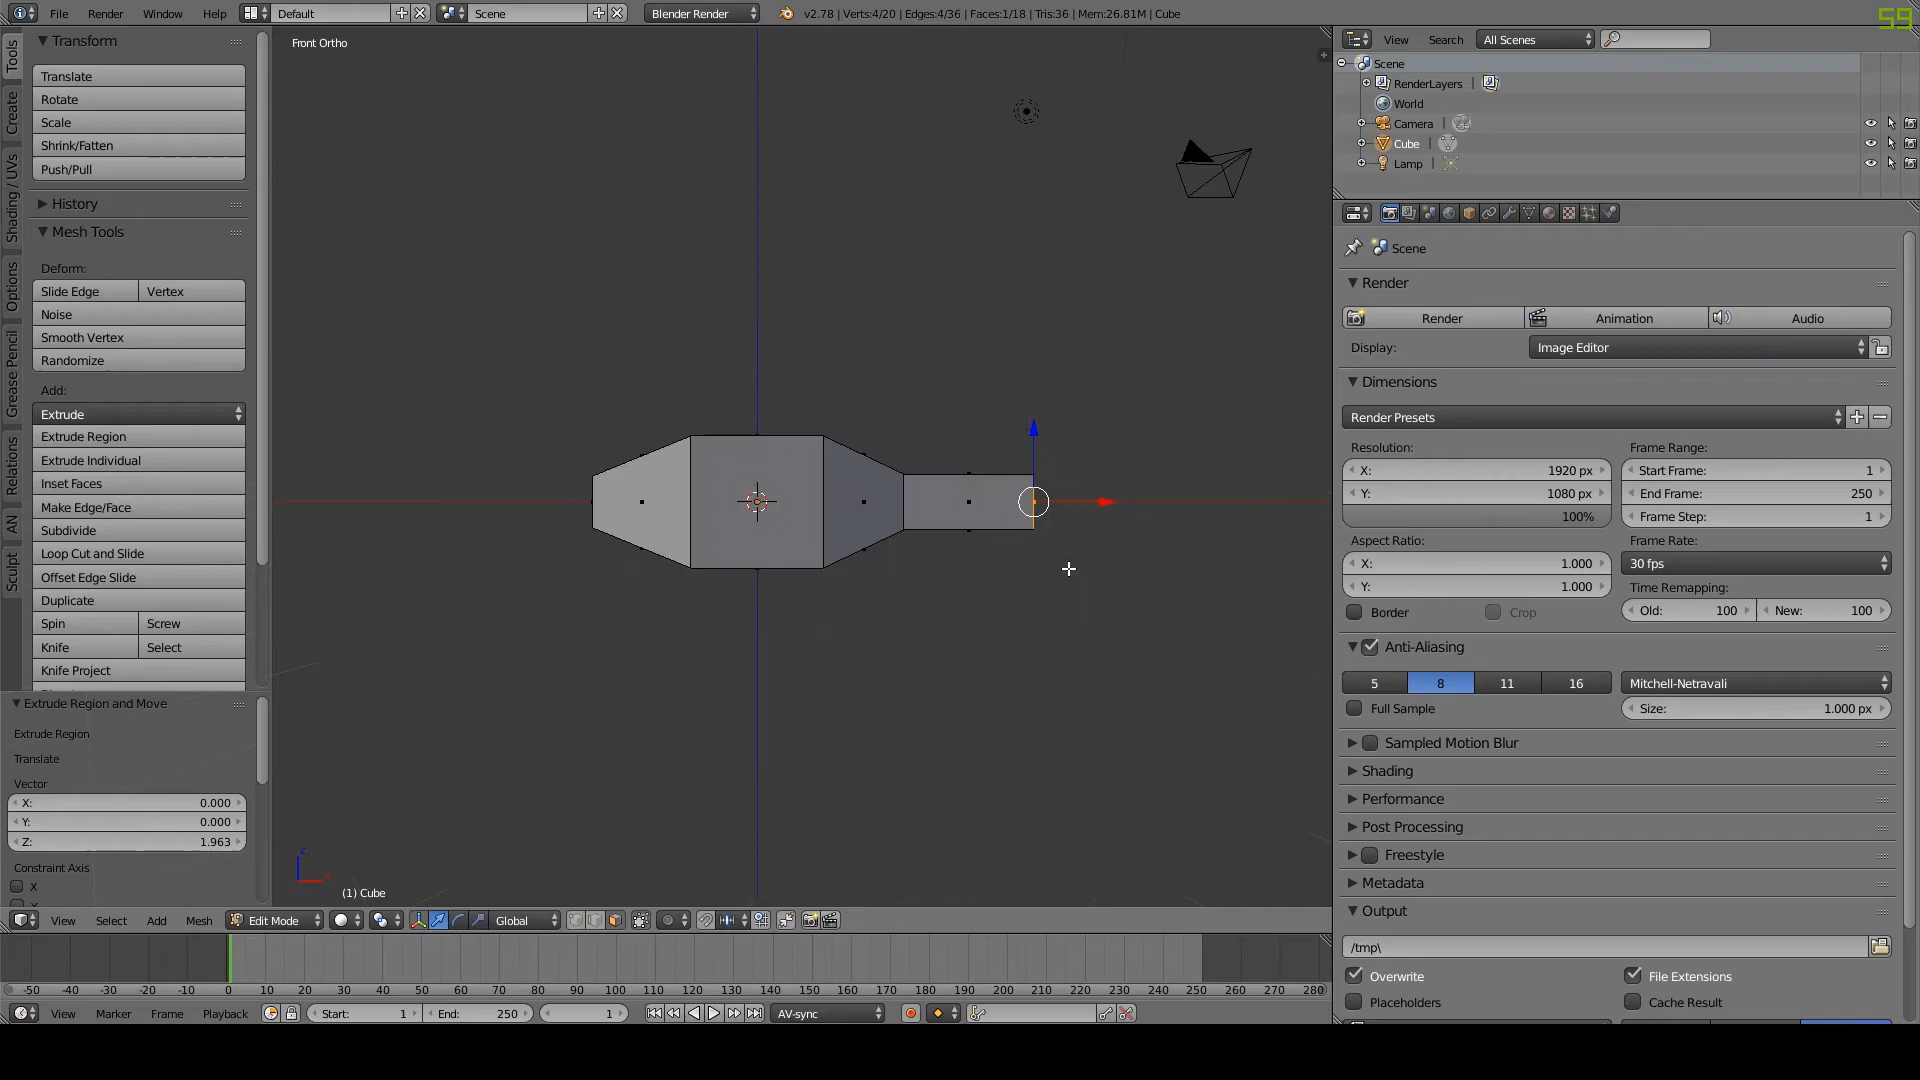 File Render Window Help Default Scene Blender Render v2.78 | Verts:4/20 | Edges:4/36 | Faces:1/18 | Tris:36 | Mem:26.81M | Cube
59
Tools
Create
Shading / UVs
Options
Grease Pencil
Relations
AN
Sculpt
Transform
Translate
Rotate
Scale
Shrink/Fatten
Push/Pull
History
Mesh Tools
Deform:
Slide Edge Vertex
Noise
Smooth Vertex
Randomize
Add:
Extrude
Extrude Region
Extrude Individual
Inset Faces
Make Edge/Face
Subdivide
Loop Cut and Slide
Offset Edge Slide
Duplicate
Spin Screw
Knife Select
Knife Project
Extrude Region and Move
Extrude Region
Translate
Vector
X: 0.000
Y: 0.000
Z: 1.963
Constraint Axis
X
Front Ortho
z
(1) Cube
View Select Add Mesh Edit Mode Global
-50 -40 -30 -20 -10 0 10 20 30 40 50 60 70 80 90 100 110 120 130 140 150 160 170 180 190 200 210 220 230 240 250 260 270 280
View Marker Frame Playback Start: 1 End: 250 1 AV-sync
View Search All Scenes
Scene
RenderLayers |
World
Camera |
Cube |
Lamp |
Scene
Render
Render Animation Audio
Display: Image Editor
Dimensions
Render Presets
Resolution: Frame Range:
X: 1920 px Start Frame: 1
Y: 1080 px End Frame: 250
100% Frame Step: 1
Aspect Ratio: Frame Rate:
X: 1.000 30 fps
Y: 1.000 Time Remapping:
Border Crop Old: 100 New: 100
Anti-Aliasing
5 8 11 16 Mitchell-Netravali
Full Sample Size: 1.000 px
Sampled Motion Blur
Shading
Performance
Post Processing
Freestyle
Metadata
Output
/tmp\
Overwrite File Extensions
Placeholders Cache Result